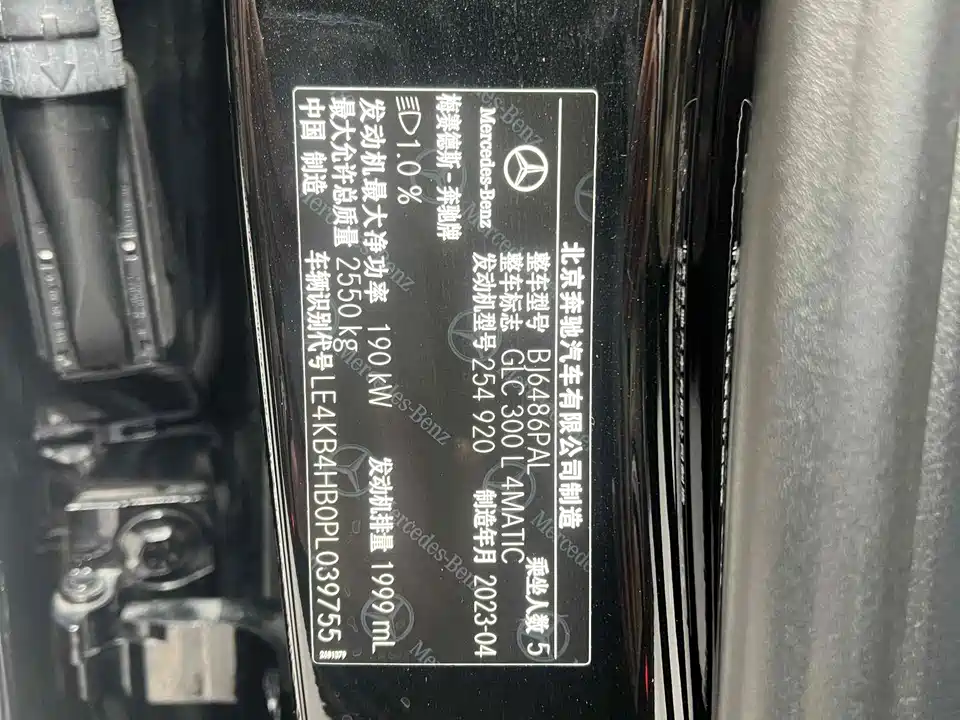 北京奔驰汽车有限公司制造
Mercedes-Benz
梅赛德斯-奔驰牌
整车型号 BJ6486PAL 乘坐人数 5
整车标志 GLC 300 L 4MATIC
发动机型号 254 920 制造年月 2023-04
1.0 %
发动机最大净功率 190 kW 发动机排量 1999 mL
最大允许总质量 2550 kg
中国 制造 车辆识别代号 LE4KB4HB0PL039755